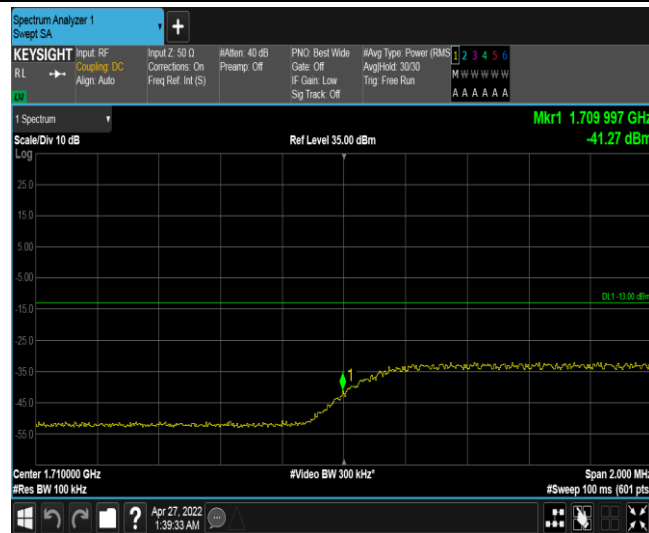 Spectrum Analyzer 1
Swept SA
KEYSIGHT Input: RF Input Z: 50 Ω #Atten: 40 dB PNO: Best Wide #Avg Type: Power (RMS 1 2 3 4 5 6
RL Coupling: DC Corrections: On Preamp: Off Gate: Off Avg|Hold: 30/30 M W W W W W
Align: Auto Freq Ref: Int (S) IF Gain: Low Trig: Free Run
Sig Track: Off A A A A A A
1 Spectrum Mkr1 1.709 997 GHz
Scale/Div 10 dB Ref Level 35.00 dBm -41.27 dBm
Log
25.0
15.0
5.00
-5.00
DL1 -13.00 dBm
-15.0
-25.0
-35.0
1
-45.0
-55.0
Center 1.710000 GHz #Video BW 300 kHz* Span 2.000 MHz
#Res BW 100 kHz #Sweep 100 ms (601 pts
Apr 27, 2022
1:39:33 AM